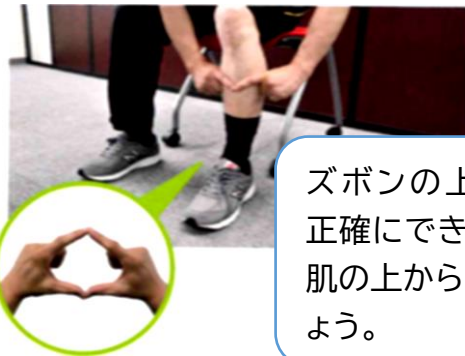 ズボンの上
正確にでき
肌の上から
ょう。